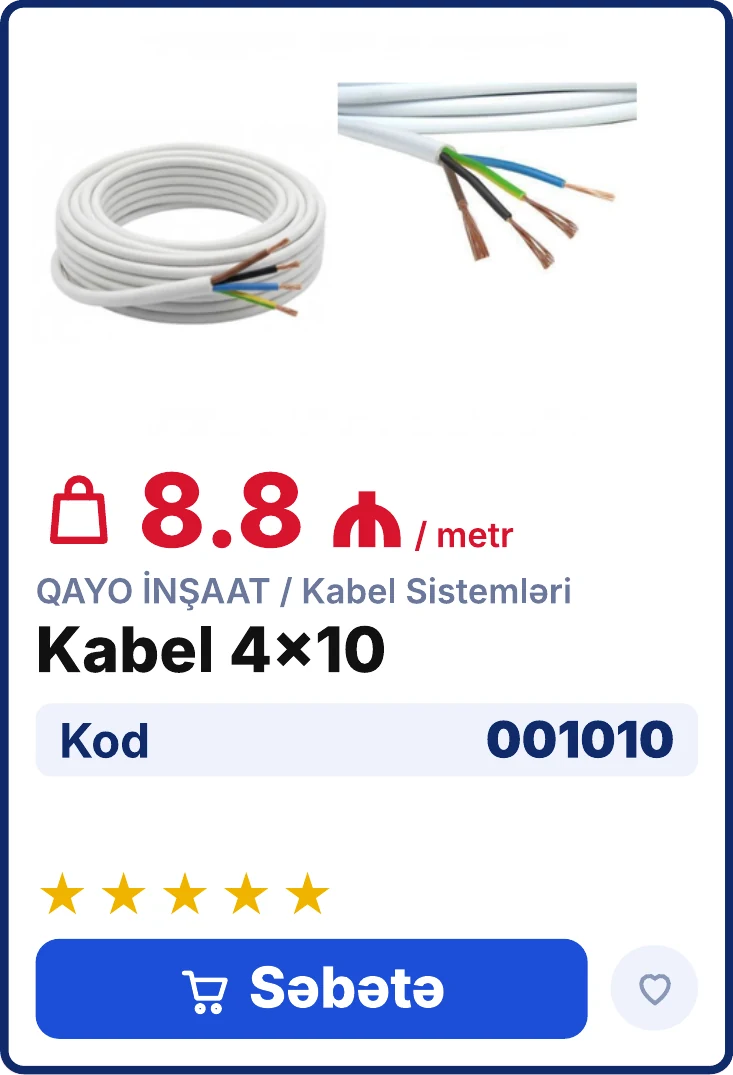 8.8 ₼ / metr
QAYO İNŞAAT / Kabel Sistemləri
Kabel 4×10
Kod 001010
Səbətə